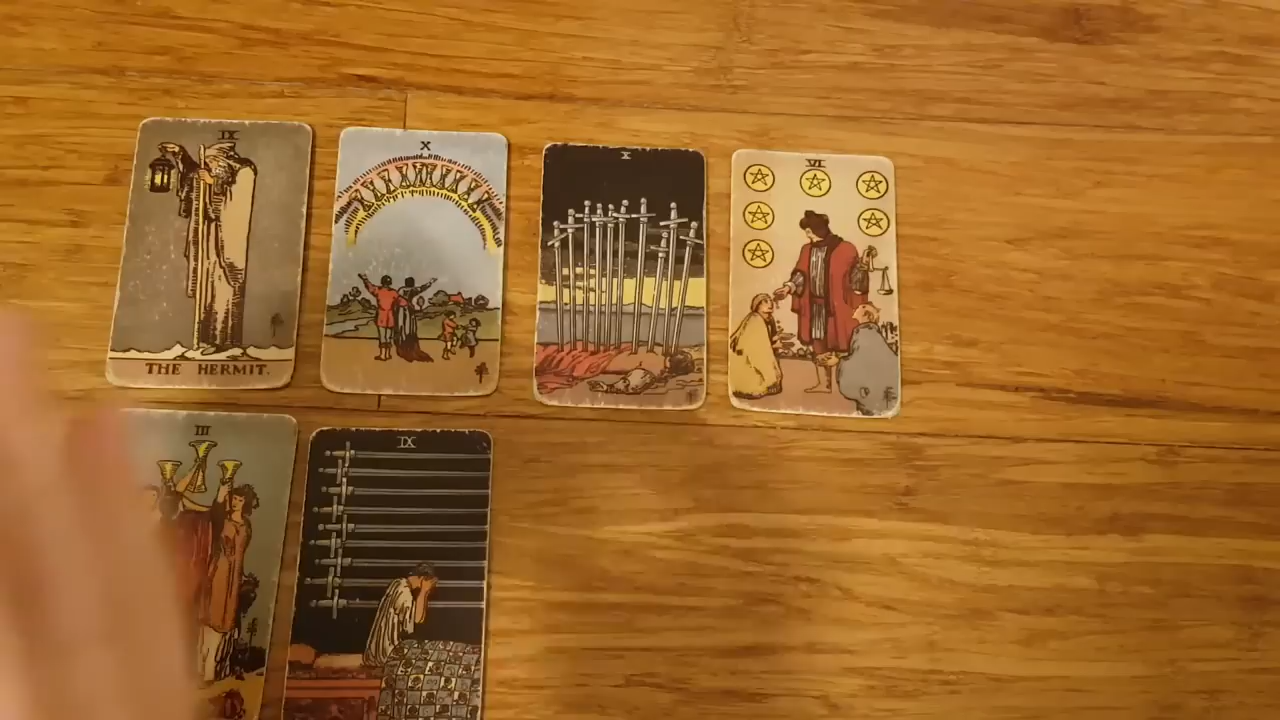 IX
THE HERMIT.
X
X
VI
III
IX